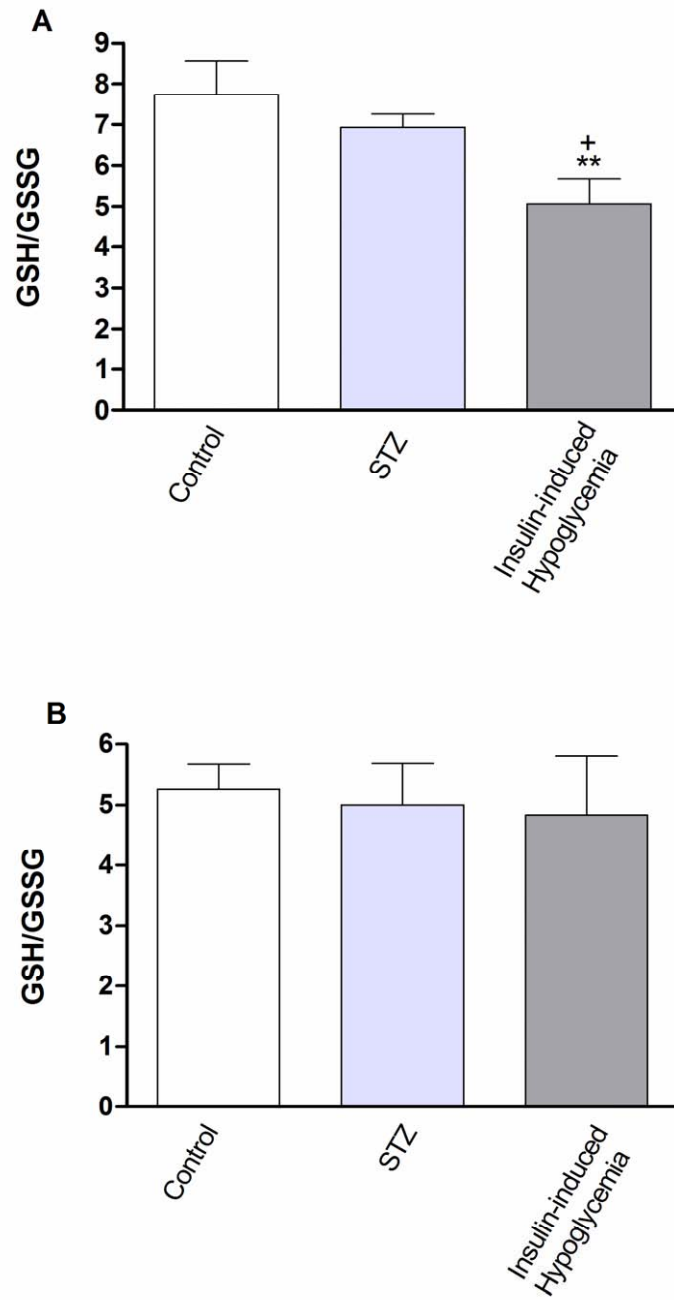 A
9
8
7
6
5
4
3
2
1
0
GSH/GSSG
+
**
Control
STZ
Insulin-induced
Hypoglycemia
B
6
5
4
3
2
1
0
GSH/GSSG
Control
STZ
Insulin-induced
Hypoglycemia